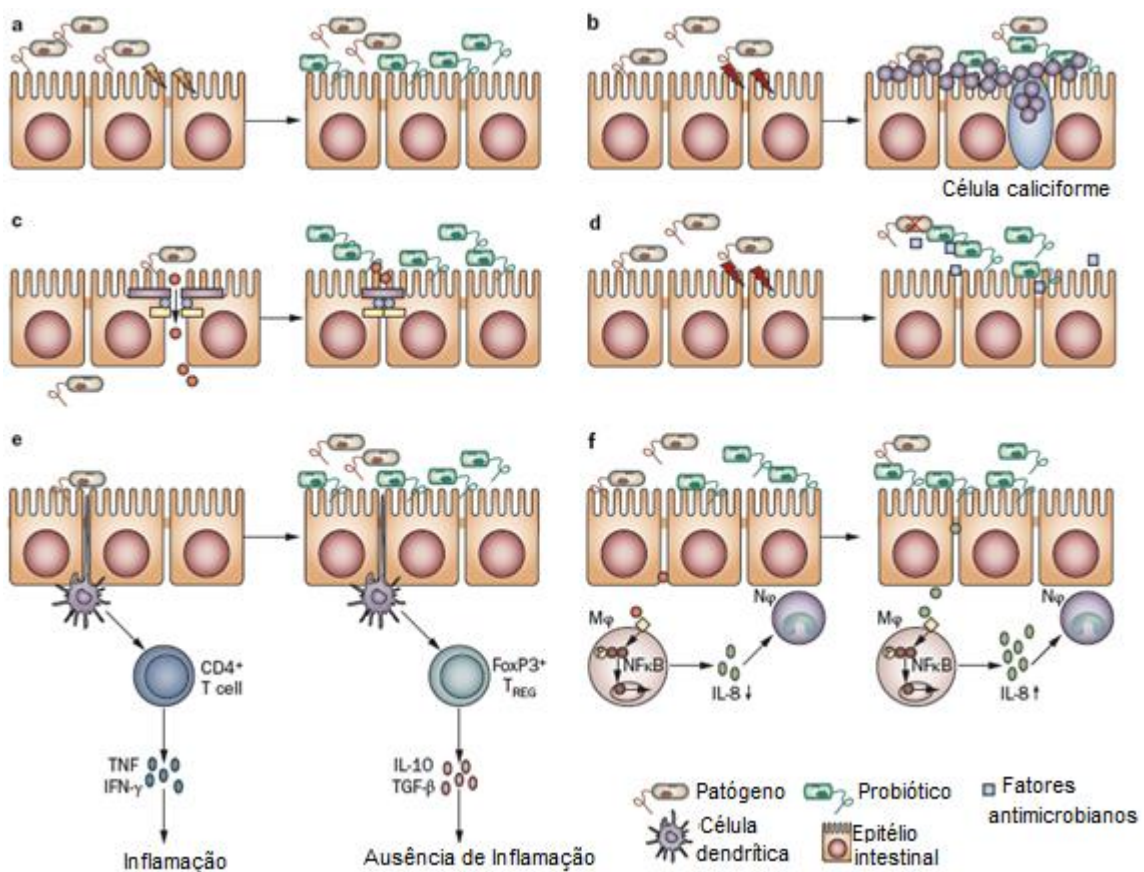 a
b
Célula caliciforme
c
d
e
CD4⁺
T cell
TNF
IFN-γ
Inflamação
FoxP3⁺
T_REG
IL-10
TGF-β
Ausência de Inflamação
f
Mφ
NFκB
IL-8 ↓
Nφ
Mφ
NFκB
IL-8 ↑
Nφ
Patógeno
Probiótico
Fatores
antimicrobianos
Célula
dendrítica
Epitélio
intestinal